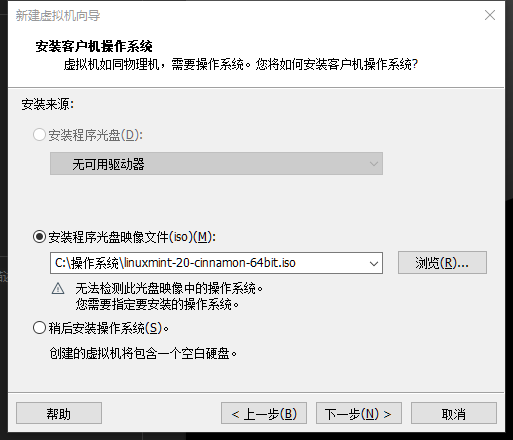 新建虚拟机向导
安装客户机操作系统
虚拟机如同物理机，需要操作系统。您将如何安装客户机操作系统?
安装来源:
安装程序光盘(D):
无可用驱动器
安装程序光盘映像文件(iso)(M):
C:\操作系统\linuxmint-20-cinnamon-64bit.iso
浏览(R)...
无法检测此光盘映像中的操作系统。
您需要指定要安装的操作系统。
稍后安装操作系统(S)。
创建的虚拟机将包含一个空白硬盘。
帮助
< 上一步(B)
下一步(N) >
取消